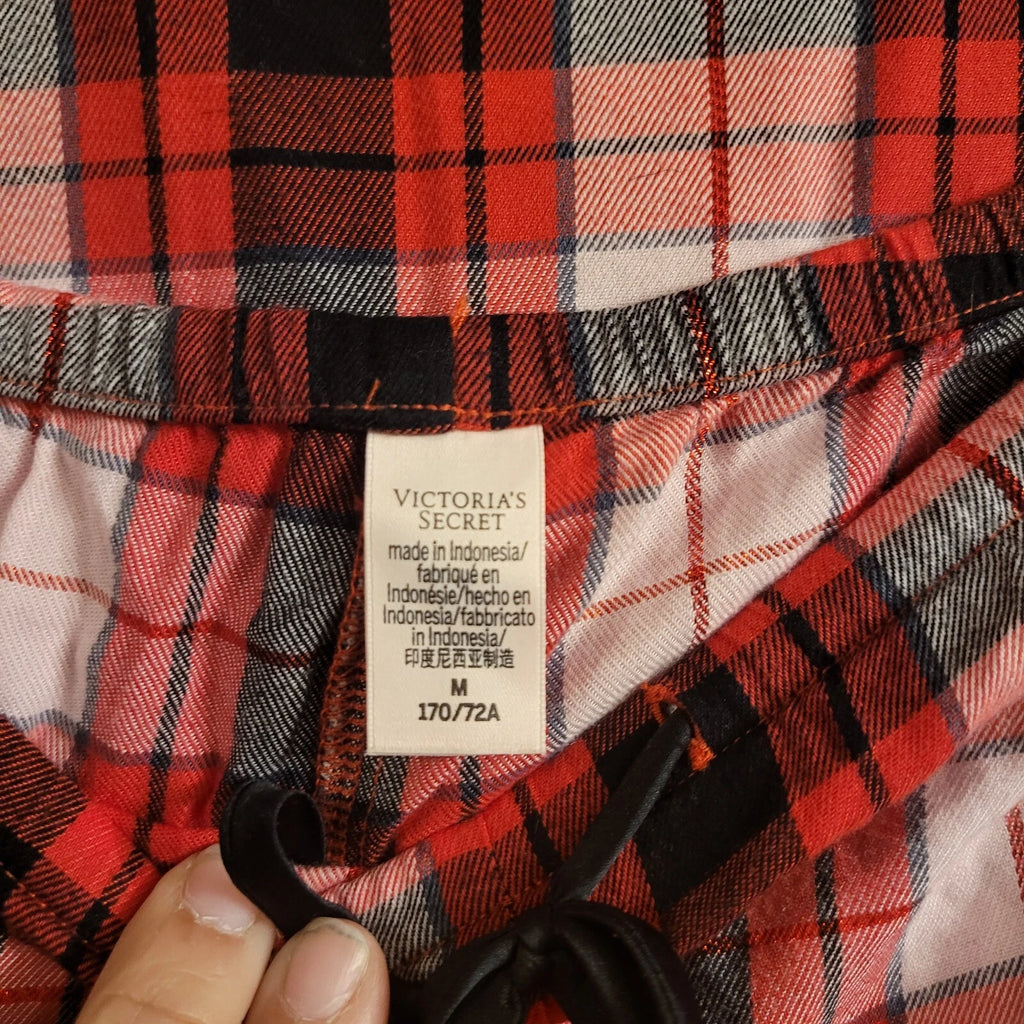 VICTORIA'S
SECRET
made in Indonesia/
fabriqué en
Indonésie/hecho en
Indonesia/fabbricato
in Indonesia/
印度尼西亚制造
M
170/72A